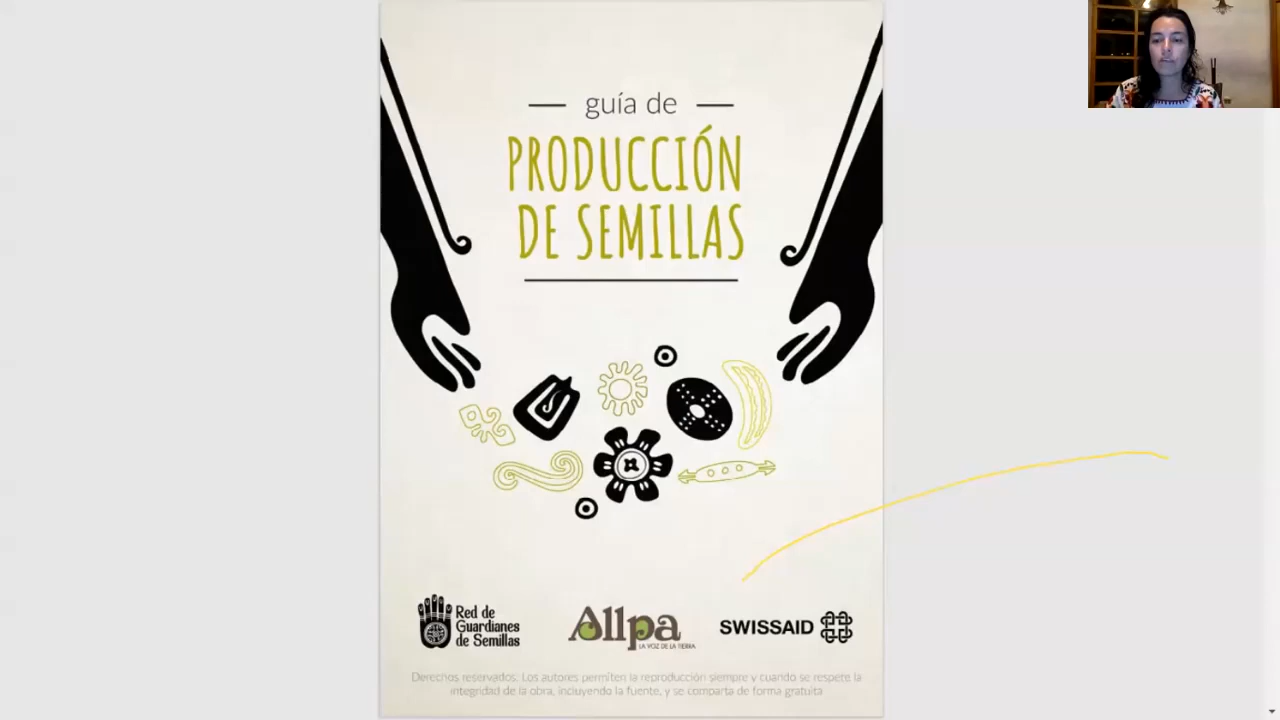 guía de
PRODUCCIÓN
DE SEMILLAS
Red de
Guardianes
de Semillas
Allpa
LA VOZ DE LA TIERRA
SWISSAID
Derechos reservados. Los autores permiten la reproducción siempre y cuando se respete la
integridad de la obra, incluyendo la fuente, y se comparta de forma gratuita